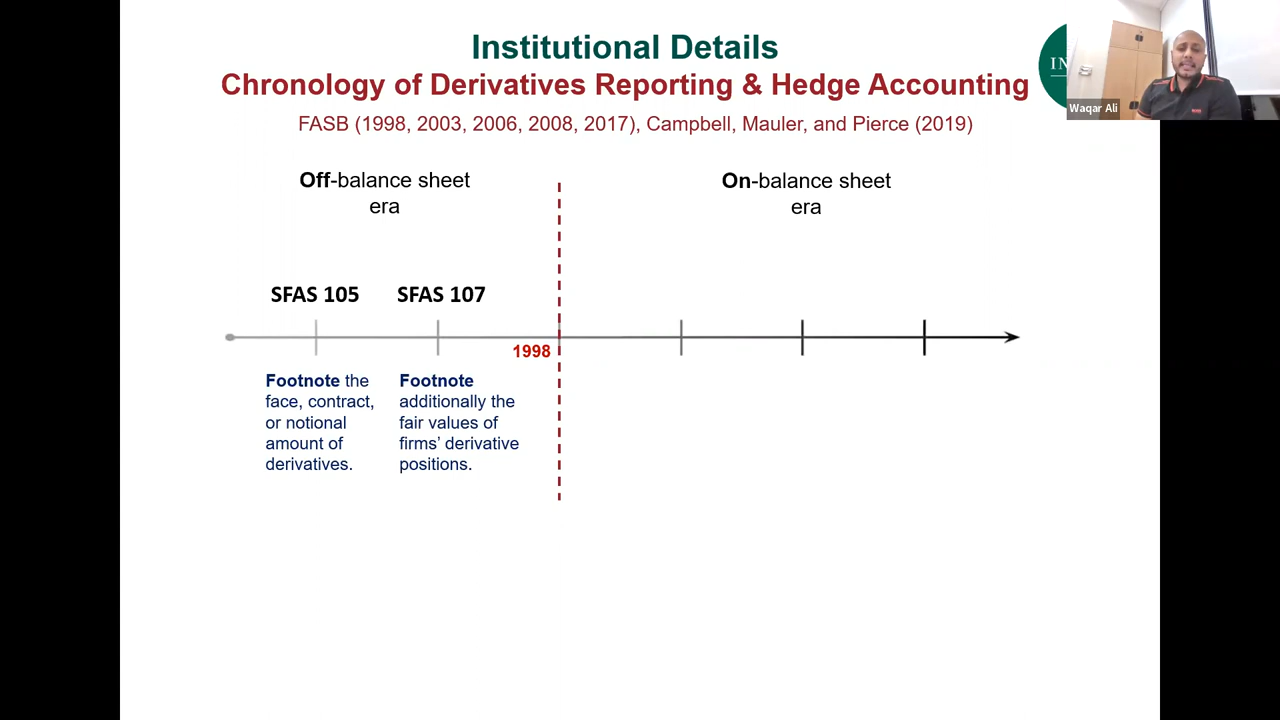 Institutional Details
Chronology of Derivatives Reporting & Hedge Accounting
FASB (1998, 2003, 2006, 2008, 2017), Campbell, Mauler, and Pierce (2019)
IN
S
Waqar Ali
Off-balance sheet
era
On-balance sheet
era
SFAS 105
SFAS 107
1998
Footnote the
face, contract,
or notional
amount of
derivatives.
Footnote
additionally the
fair values of
firms’ derivative
positions.